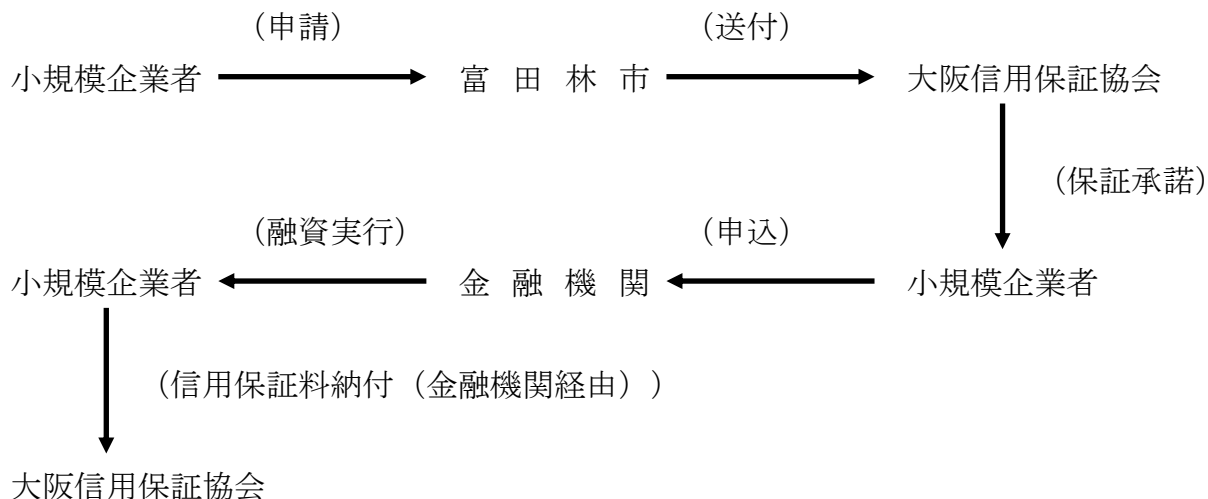 （申請） （送付）
小規模企業者 富田林市 大阪信用保証協会
（保証承諾）
（融資実行） （申込）
小規模企業者 金融機関 小規模企業者
（信用保証料納付（金融機関経由））
大阪信用保証協会